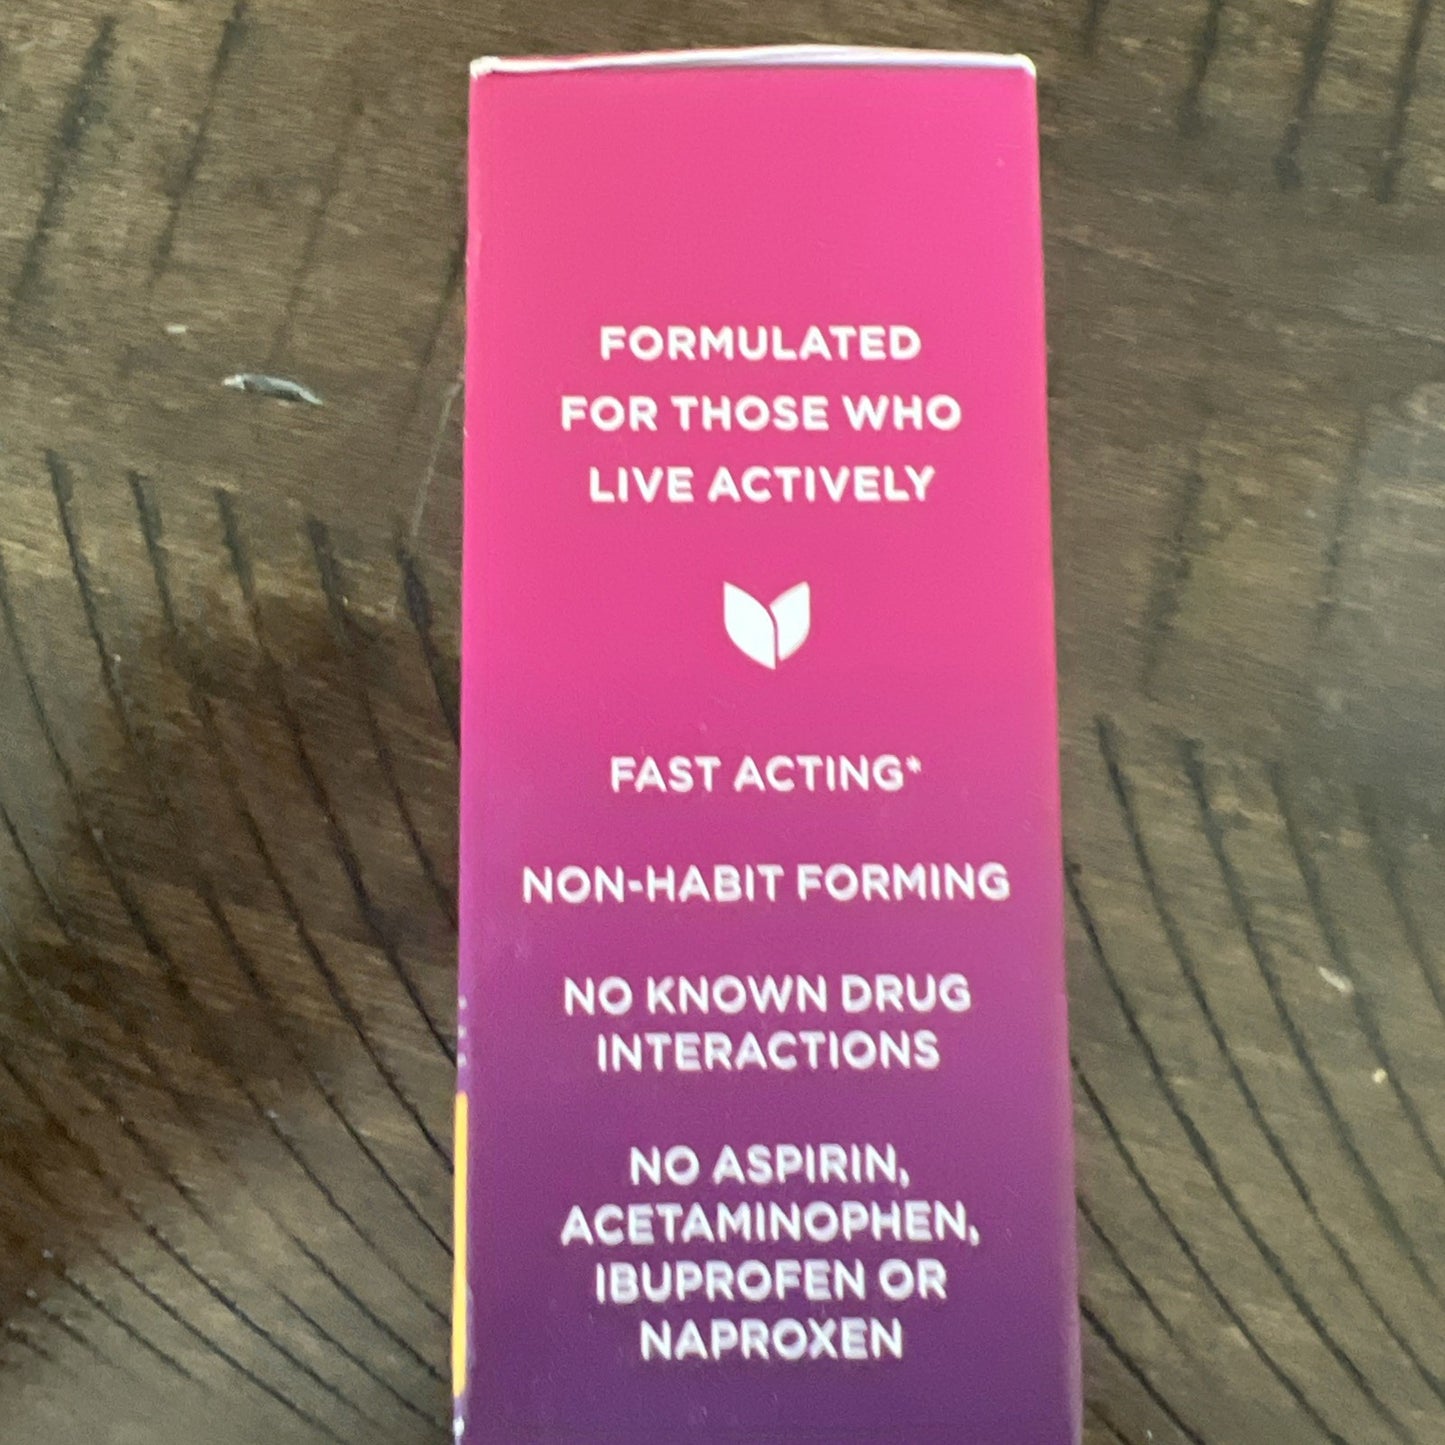 FORMULATED
FOR THOSE WHO
LIVE ACTIVELY
FAST ACTING*
NON-HABIT FORMING
NO KNOWN DRUG
INTERACTIONS
NO ASPIRIN,
ACETAMINOPHEN,
IBUPROFEN OR
NAPROXEN